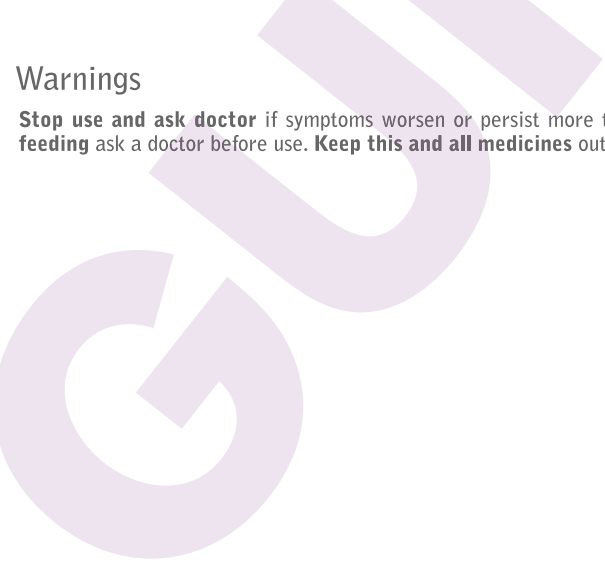 Warnings
Stop use and ask doctor if symptoms worsen or persist more
feeding ask a doctor before use. Keep this and all medicines out